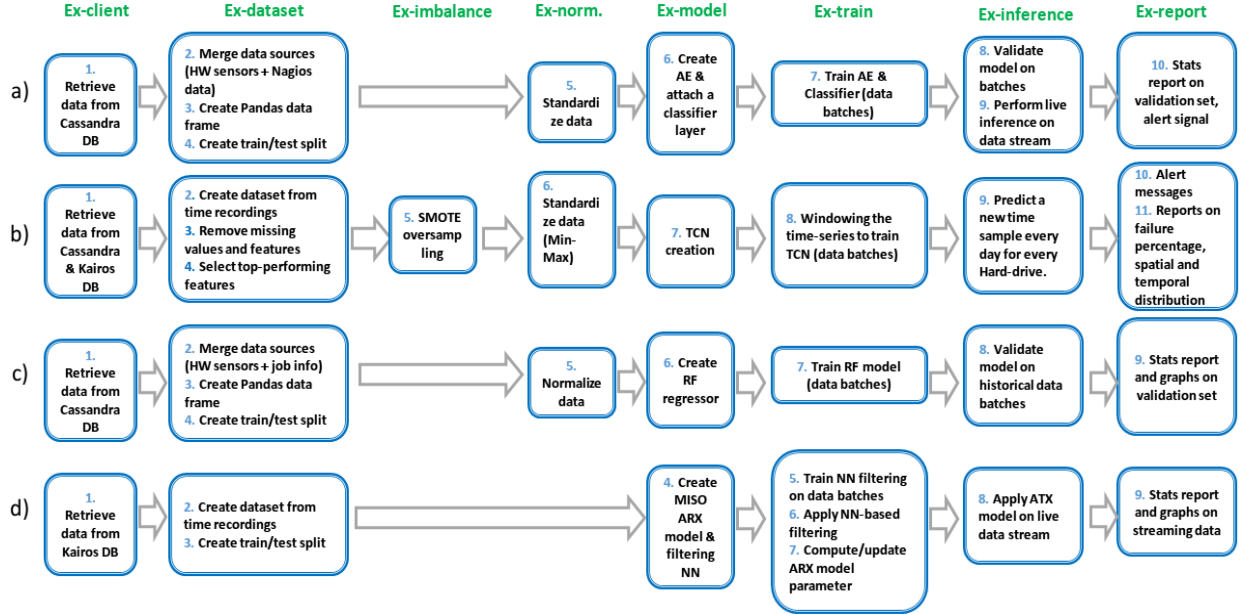 Ex-client Ex-dataset Ex-imbalance Ex-norm. Ex-model Ex-train Ex-inference Ex-report
a)
1.
Retrieve
data from
Cassandra
DB
2. Merge data sources
(HW sensors + Nagios
data)
3. Create Pandas data
frame
4. Create train/test split
5.
Standardi
ze data
6. Create
AE &
attach a
classifier
layer
7. Train AE &
Classifier (data
batches)
8. Validate
model on
batches
9. Perform live
inference on
data stream
10. Stats
report on
validation set,
alert signal
b)
1.
Retrieve
data from
Cassandra
& Kairos
DB
2. Create dataset from
time recordings
3. Remove missing
values and features
4. Select top-performing
features
5. SMOTE
oversamp
ling
6.
Standardi
ze data
(Min-
Max)
7. TCN
creation
8. Windowing the
time-series to train
TCN (data batches)
9. Predict a
new time
sample every
day for every
Hard-drive.
10. Alert
messages
11. Reports on
failure
percentage,
spatial and
temporal
distribution
c)
1.
Retrieve
data from
Cassandra
DB
2. Merge data sources
(HW sensors + job info)
3. Create Pandas data
frame
4. Create train/test split
5.
Normalize
data
6. Create
RF
regressor
7. Train RF model
(data batches)
8. Validate
model on
historical data
batches
9. Stats report
and graphs on
validation set
d)
1.
Retrieve
data from
Kairos DB
2. Create dataset from
time recordings
3. Create train/test split
4. Create
MISO
ARX
model &
filtering
NN
5. Train NN filtering
on data batches
6. Apply NN-based
filtering
7. Compute/update
ARX model
parameter
8. Apply ATX
model on live
data stream
9. Stats report
and graphs on
streaming data